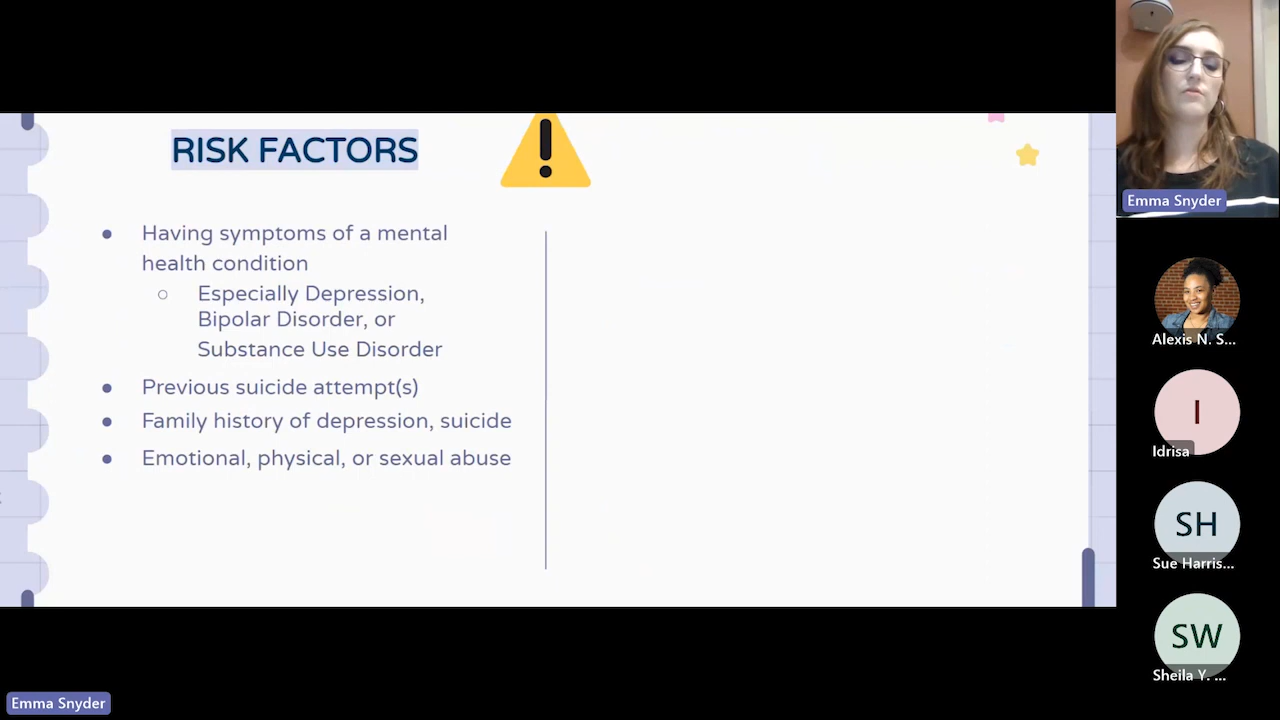 RISK FACTORS
Having symptoms of a mental
health condition
Especially Depression,
Bipolar Disorder, or
Substance Use Disorder
Previous suicide attempt(s)
Family history of depression, suicide
Emotional, physical, or sexual abuse
Emma Snyder
Alexis N. S...
I
Idrisa
SH
Sue Harris...
SW
Sheila Y. ...
Emma Snyder